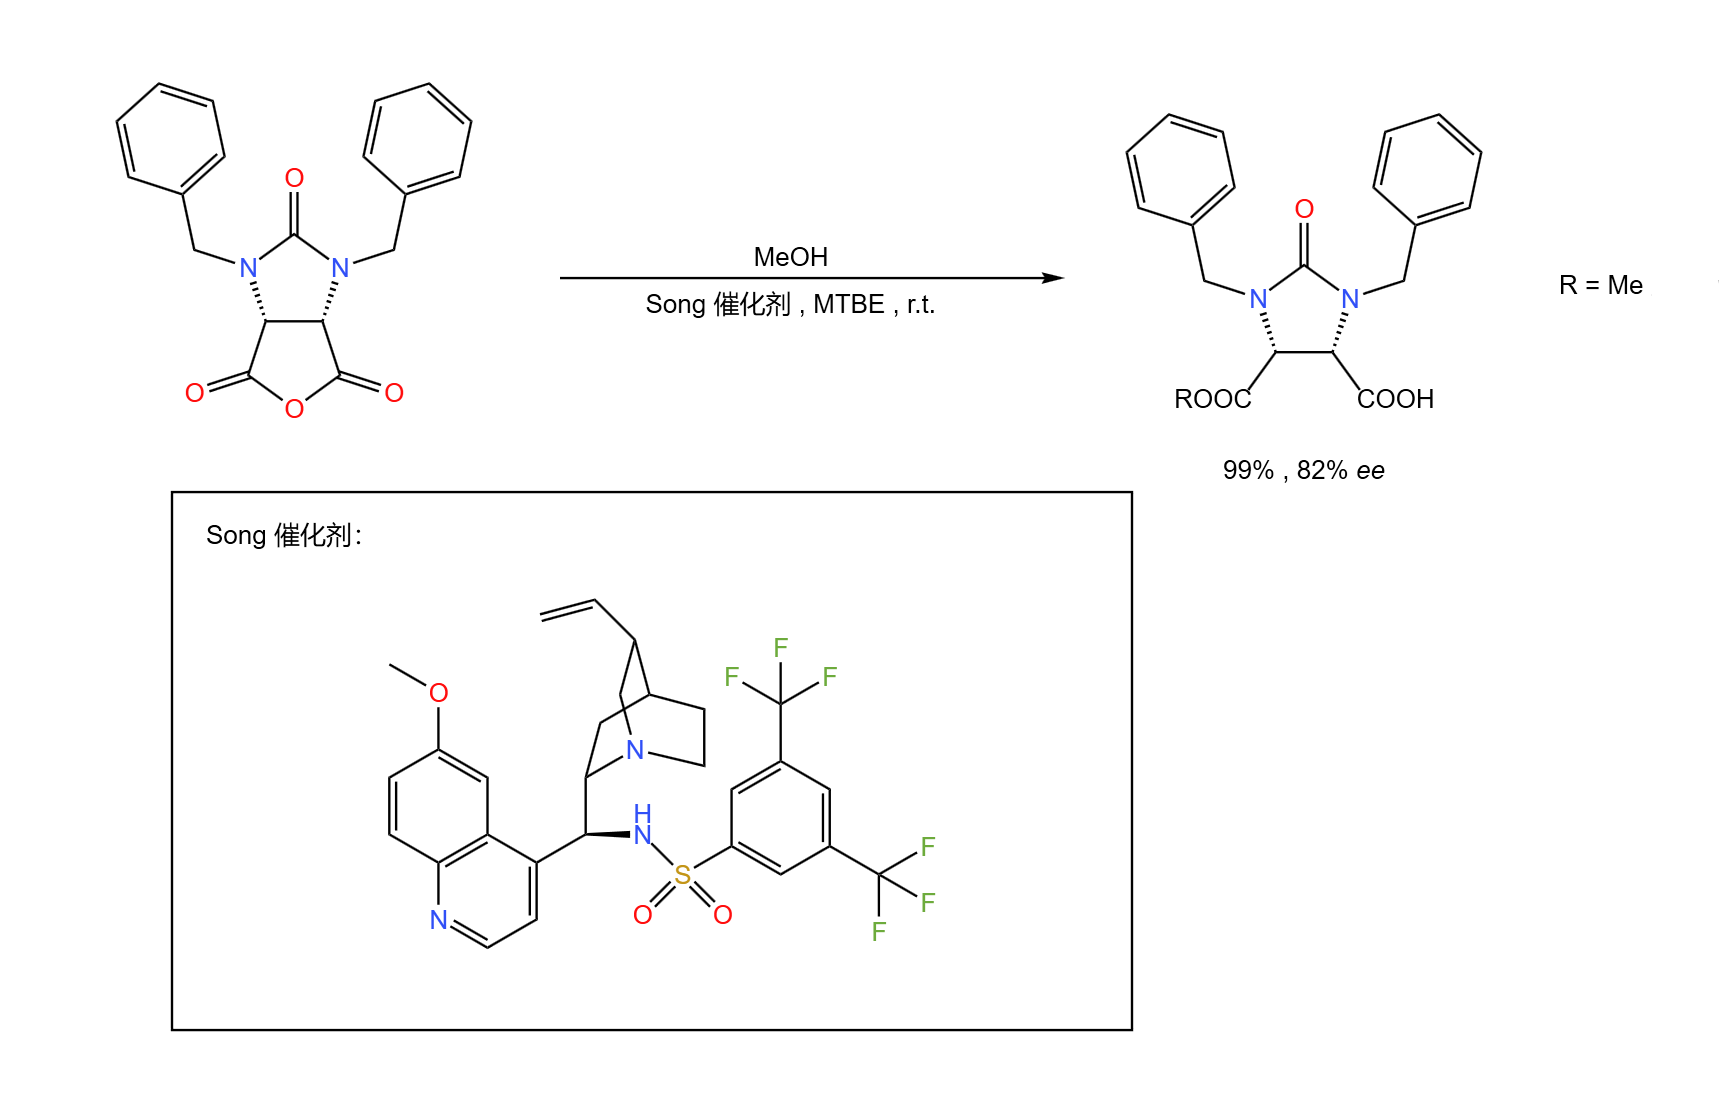 O
N
N
O
O
O
MeOH
Song 催化剂 , MTBE , r.t.
O
N
N
ROOC
COOH
R = Me
99% , 82% ee
Song 催化剂：
O
N
N
H
N
S
O
O
F
F
F
F
F
F